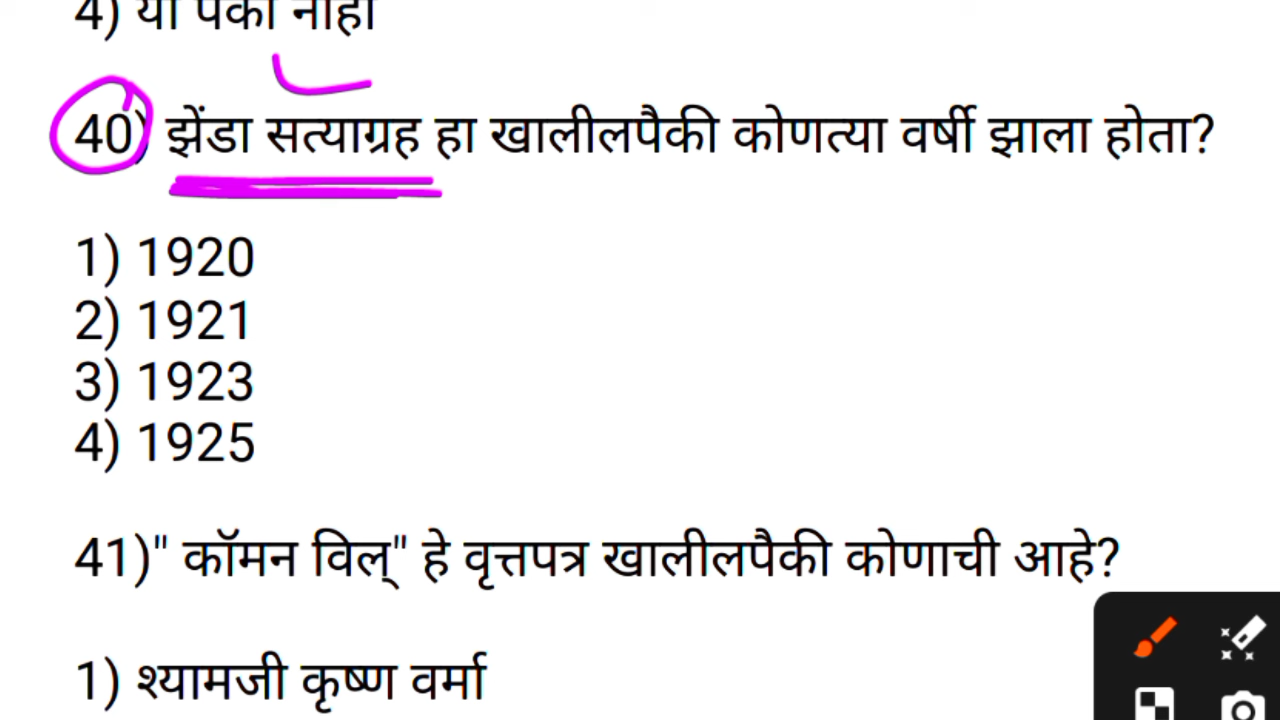 4) या पैकी नाही
40) झेंडा सत्याग्रह हा खालीलपैकी कोणत्या वर्षी झाला होता?
1) 1920
2) 1921
3) 1923
4) 1925
41)" कॉमन विल्" हे वृत्तपत्र खालीलपैकी कोणाची आहे?
1) श्यामजी कृष्ण वर्मा